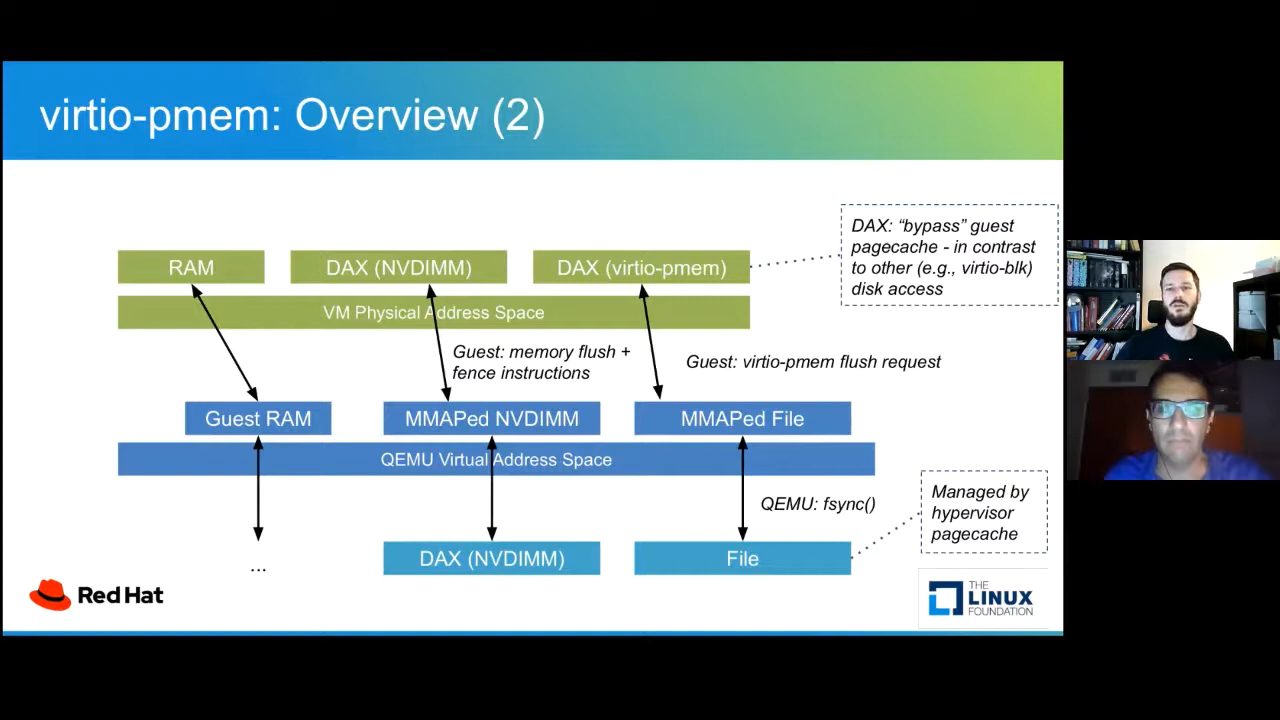 virtio-pmem: Overview (2)
DAX: “bypass” guest
pagecache - in contrast
to other (e.g., virtio-blk)
disk access
RAM
DAX (NVDIMM)
DAX (virtio-pmem)
VM Physical Address Space
Guest: memory flush +
fence instructions
Guest: virtio-pmem flush request
Guest RAM
MMAPed NVDIMM
MMAPed File
QEMU Virtual Address Space
QEMU: fsync()
Managed by
hypervisor
pagecache
...
DAX (NVDIMM)
File
Red Hat
THE
LINUX
FOUNDATION